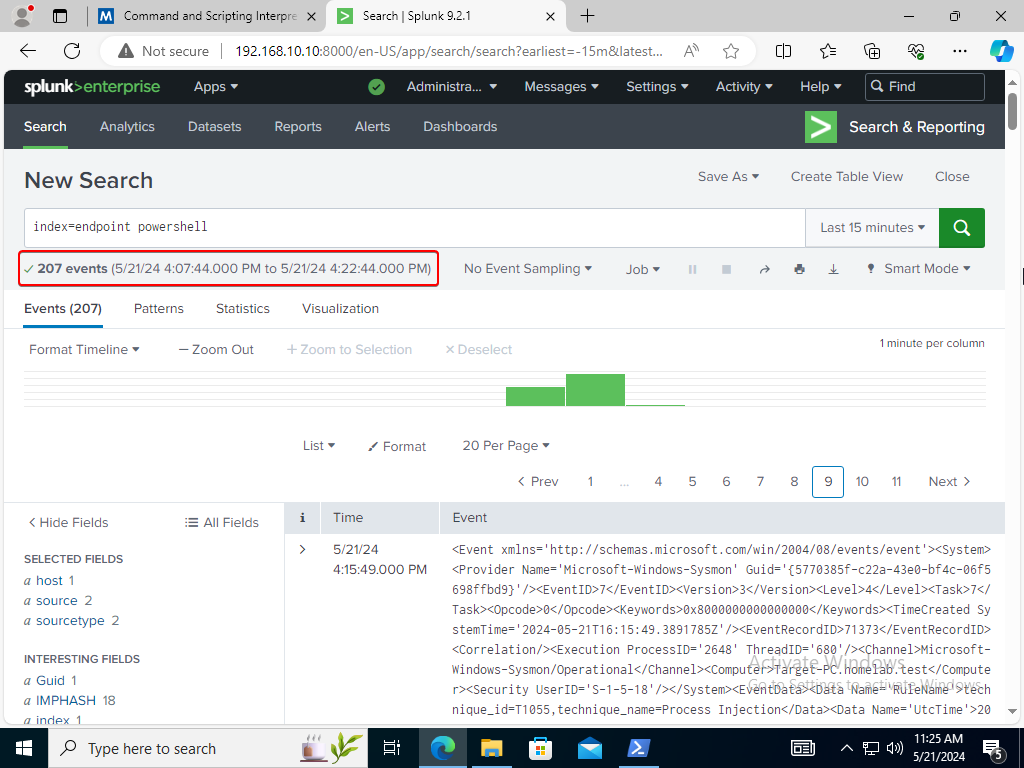 Command and Scripting Interpre
Search | Splunk 9.2.1
Not secure
192.168.10.10:8000/en-US/app/search/search?earliest=-15m&latest...
splunk>enterprise
Apps
Administra...
Messages
Settings
Activity
Help
Find
Search
Analytics
Datasets
Reports
Alerts
Dashboards
Search & Reporting
New Search
Save As
Create Table View
Close
index=endpoint powershell
Last 15 minutes
207 events (5/21/24 4:07:44.000 PM to 5/21/24 4:22:44.000 PM)
No Event Sampling
Job
Smart Mode
Events (207)
Patterns
Statistics
Visualization
Format Timeline
Zoom Out
+ Zoom to Selection
× Deselect
1 minute per column
List
Format
20 Per Page
< Prev 1 ... 4 5 6 7 8 9 10 11 Next >
< Hide Fields
All Fields
SELECTED FIELDS
a host 1
a source 2
a sourcetype 2
INTERESTING FIELDS
a Guid 1
a IMPHASH 18
a index 1
i
Time
Event
5/21/24
4:15:49.000 PM
<Event xmlns='http://schemas.microsoft.com/win/2004/08/events/event'><System>
<Provider Name='Microsoft-Windows-Sysmon' Guid='{5770385f-c22a-43e0-bf4c-06f5
698ffbd9}'/><EventID>7</EventID><Version>3</Version><Level>4</Level><Task>7</
Task><Opcode>0</Opcode><Keywords>0x8000000000000000</Keywords><TimeCreated Sy
stemTime='2024-05-21T16:15:49.3891785Z'/><EventRecordID>71373</EventRecordID>
<Correlation/><Execution ProcessID='2648' ThreadID='680'/><Channel>Microsoft-
Windows-Sysmon/Operational</Channel><Computer>Target-PC.homelab.test</Compute
r><Security UserID='S-1-5-18'/></System><EventData><Data Name='RuleName'>tech
nique_id=T1055,technique_name=Process Injection</Data><Data Name='UtcTime'>20
Activate Windows
Go to Settings to activate Windows.
Type here to search
11:25 AM
5/21/2024
5